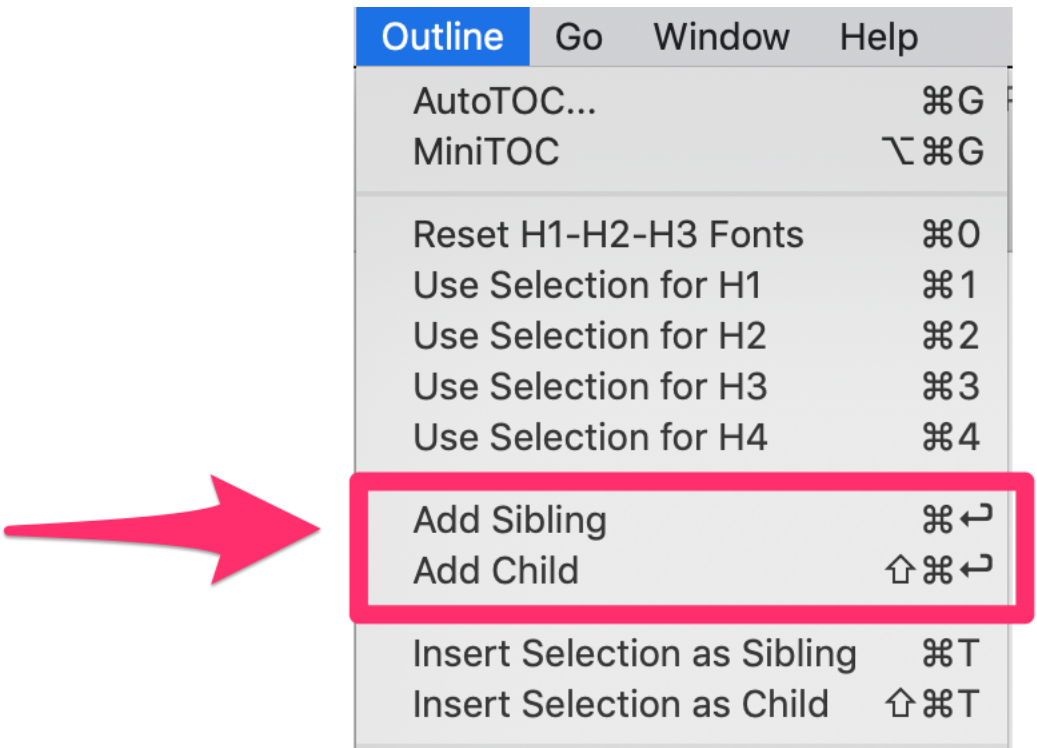 Outline Go Window Help
AutoTOC... ⌘G
MiniTOC ⌥⌘G
Reset H1-H2-H3 Fonts ⌘0
Use Selection for H1 ⌘1
Use Selection for H2 ⌘2
Use Selection for H3 ⌘3
Use Selection for H4 ⌘4
Add Sibling ⌘↩
Add Child ⇧⌘↩
Insert Selection as Sibling ⌘T
Insert Selection as Child ⇧⌘T